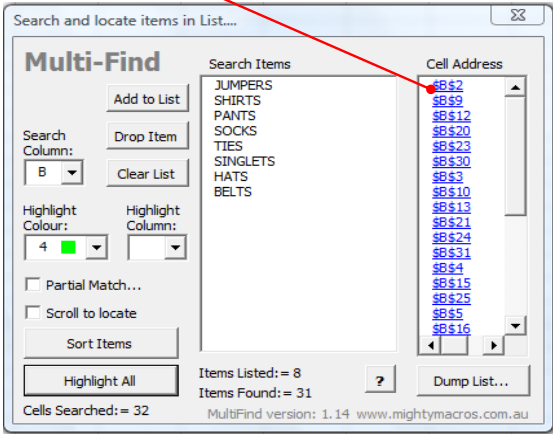 Search and locate items in List....
Multi-Find
Add to List
Search
Column:
Drop Item
B
Clear List
Highlight
Colour:
Highlight
Column:
4
Partial Match...
Scroll to locate
Sort Items
Highlight All
Cells Searched:= 32
Search Items
JUMPERS
SHIRTS
PANTS
SOCKS
TIES
SINGLETS
HATS
BELTS
Items Listed:= 8
Items Found:= 31
?
Cell Address
$B$2
$B$9
$B$12
$B$20
$B$23
$B$30
$B$3
$B$10
$B$13
$B$21
$B$24
$B$31
$B$4
$B$15
$B$25
$B$5
$B$16
Dump List...
MultiFind version: 1.14 www.mightymacros.com.au